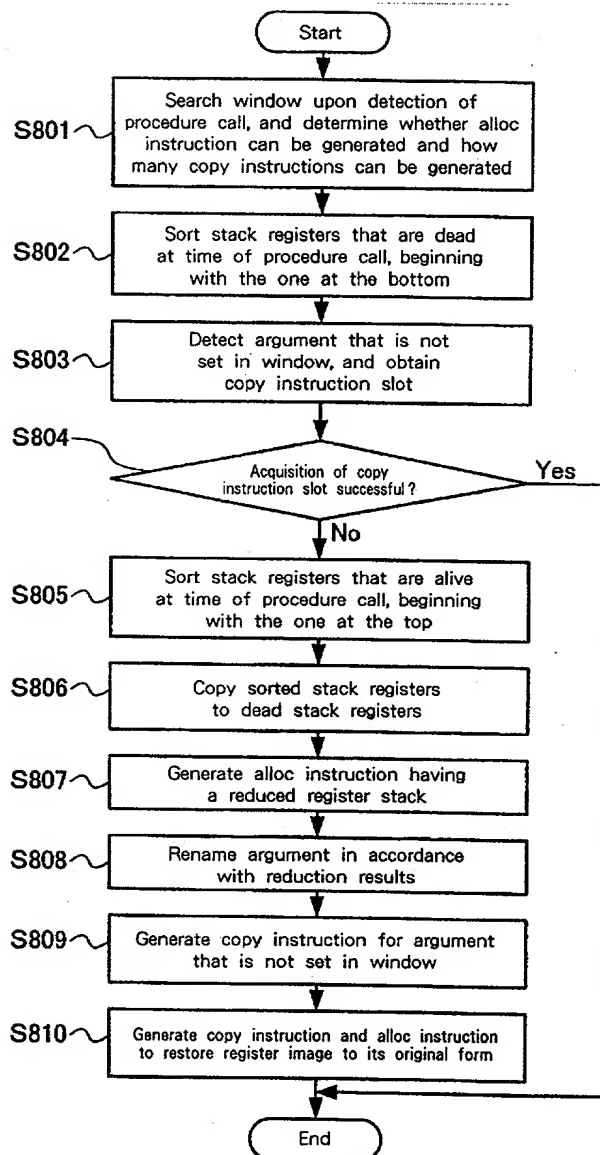 Start
S801
Search window upon detection of
procedure call, and determine whether alloc
instruction can be generated and how
many copy instructions can be generated
S802
Sort stack registers that are dead
at time of procedure call, beginning
with the one at the bottom
S803
Detect argument that is not
set in window, and obtain
copy instruction slot
S804
Acquisition of copy
instruction slot successful?
Yes
No
S805
Sort stack registers that are alive
at time of procedure call, beginning
with the one at the top
S806
Copy sorted stack registers
to dead stack registers
S807
Generate alloc instruction having
a reduced register stack
S808
Rename argument in accordance
with reduction results
S809
Generate copy instruction for argument
that is not set in window
S810
Generate copy instruction and alloc instruction
to restore register image to its original form
End